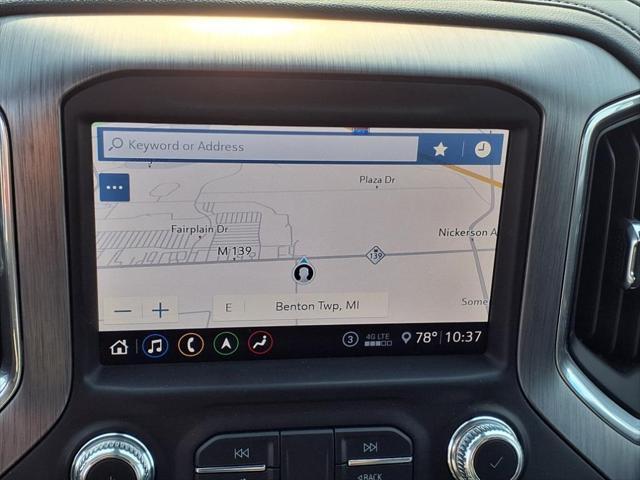 Keyword or Address
Plaza Dr
Fairplain Dr
Nickerson A
M 139
139
Some
E Benton Twp, MI
3 4G LTE 78° 10:37
BACK